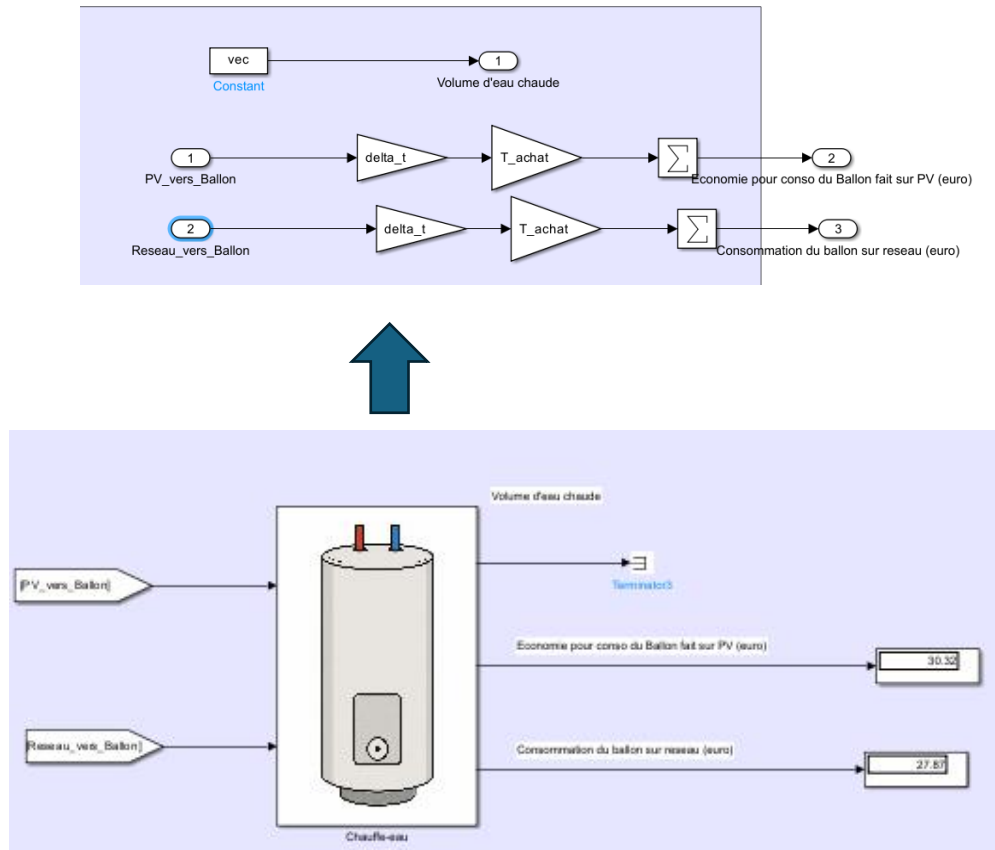 vec
1
Constant
Volume d'eau chaude
1
delta_t
T_achat
2
PV_vers_Ballon
Economie pour conso du Ballon fait sur PV (euro)
2
delta_t
T_achat
3
Reseau_vers_Ballon
Consommation du ballon sur reseau (euro)
Volume d'eau chaude
[PV_vers_Ballon]
Terminator3
Economie pour conso du Ballon fait sur PV (euro)
30.32
[Reseau_vers_Ballon]
Consommation du ballon sur reseau (euro)
27.87
Chauffe-eau